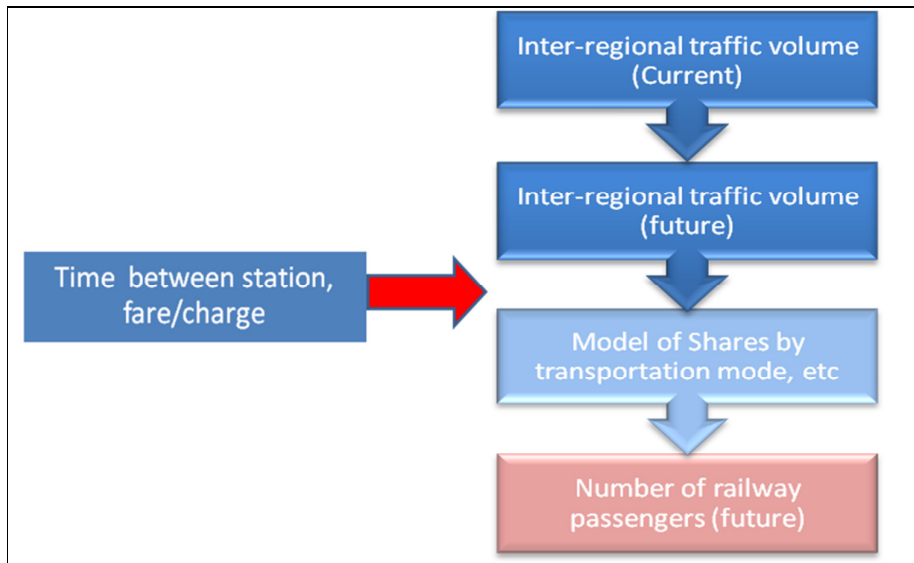 Inter-regional traffic volume
(Current)
Inter-regional traffic volume
(future)
Time between station,
fare/charge
Model of Shares by
transportation mode, etc
Number of railway
passengers (future)